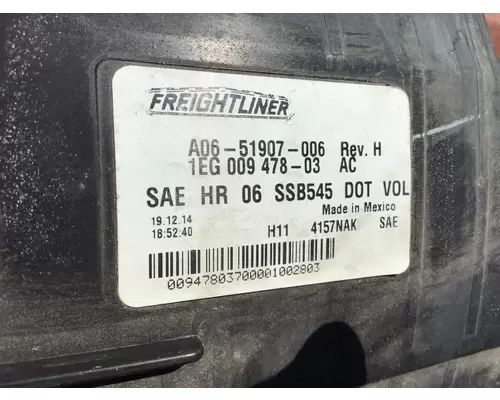 FREIGHTLINER
A06-51907-006 Rev. H
1EG 009 478-03 AC
SAE HR 06 SSB545 DOT VOL
Made in Mexico
19.12.14
18:52:40 H11 4157NAK SAE
00947803700001002803